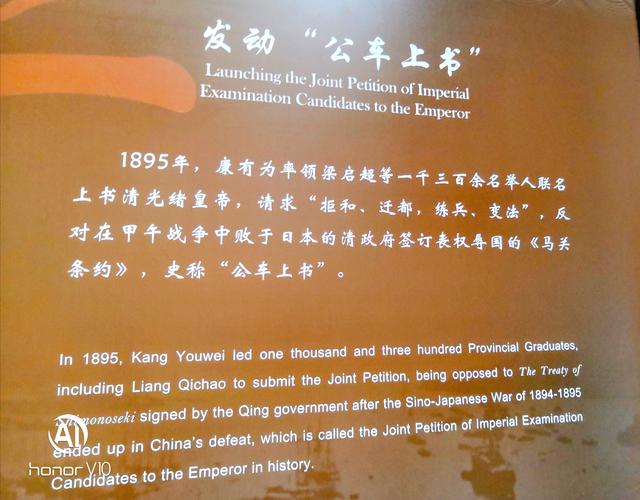 发动“公车上书”
Launching the Joint Petition of Imperial
Examination Candidates to the Emperor
1895年，康有为率领梁启超等一千三百余名举人联名
上书清光绪皇帝，请求“拒和、迁都，练兵、变法”，反
对在甲午战争中败于日本的清政府签订丧权辱国的《马关
条约》，史称“公车上书”。
In 1895, Kang Youwei led one thousand and three hundred Provincial Graduates,
including Liang Qichao to submit the Joint Petition, being opposed to The Treaty of
Shimonoseki signed by the Qing government after the Sino-Japanese War of 1894-1895
ended up in China's defeat, which is called the Joint Petition of Imperial Examination
Candidates to the Emperor in history.
AI
honor V10